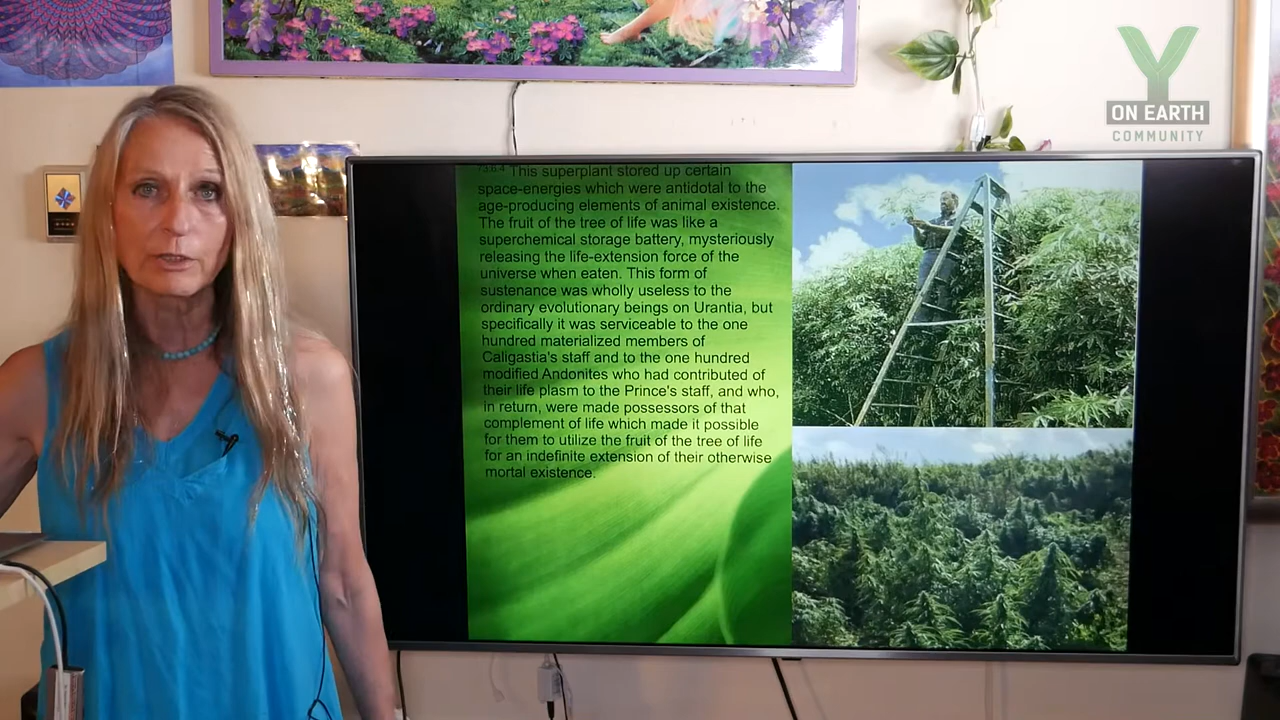 Y
ON EARTH
COMMUNITY
This superplant stored up certain
space-energies which were antidotal to the
age-producing elements of animal existence.
The fruit of the tree of life was like a
superchemical storage battery, mysteriously
releasing the life-extension force of the
universe when eaten. This form of
sustenance was wholly useless to the
ordinary evolutionary beings on Urantia, but
specifically it was serviceable to the one
hundred materialized members of
Caligastia's staff and to the one hundred
modified Andonites who had contributed of
their life plasm to the Prince's staff, and who,
in return, were made possessors of that
complement of life which made it possible
for them to utilize the fruit of the tree of life
for an indefinite extension of their otherwise
mortal existence.